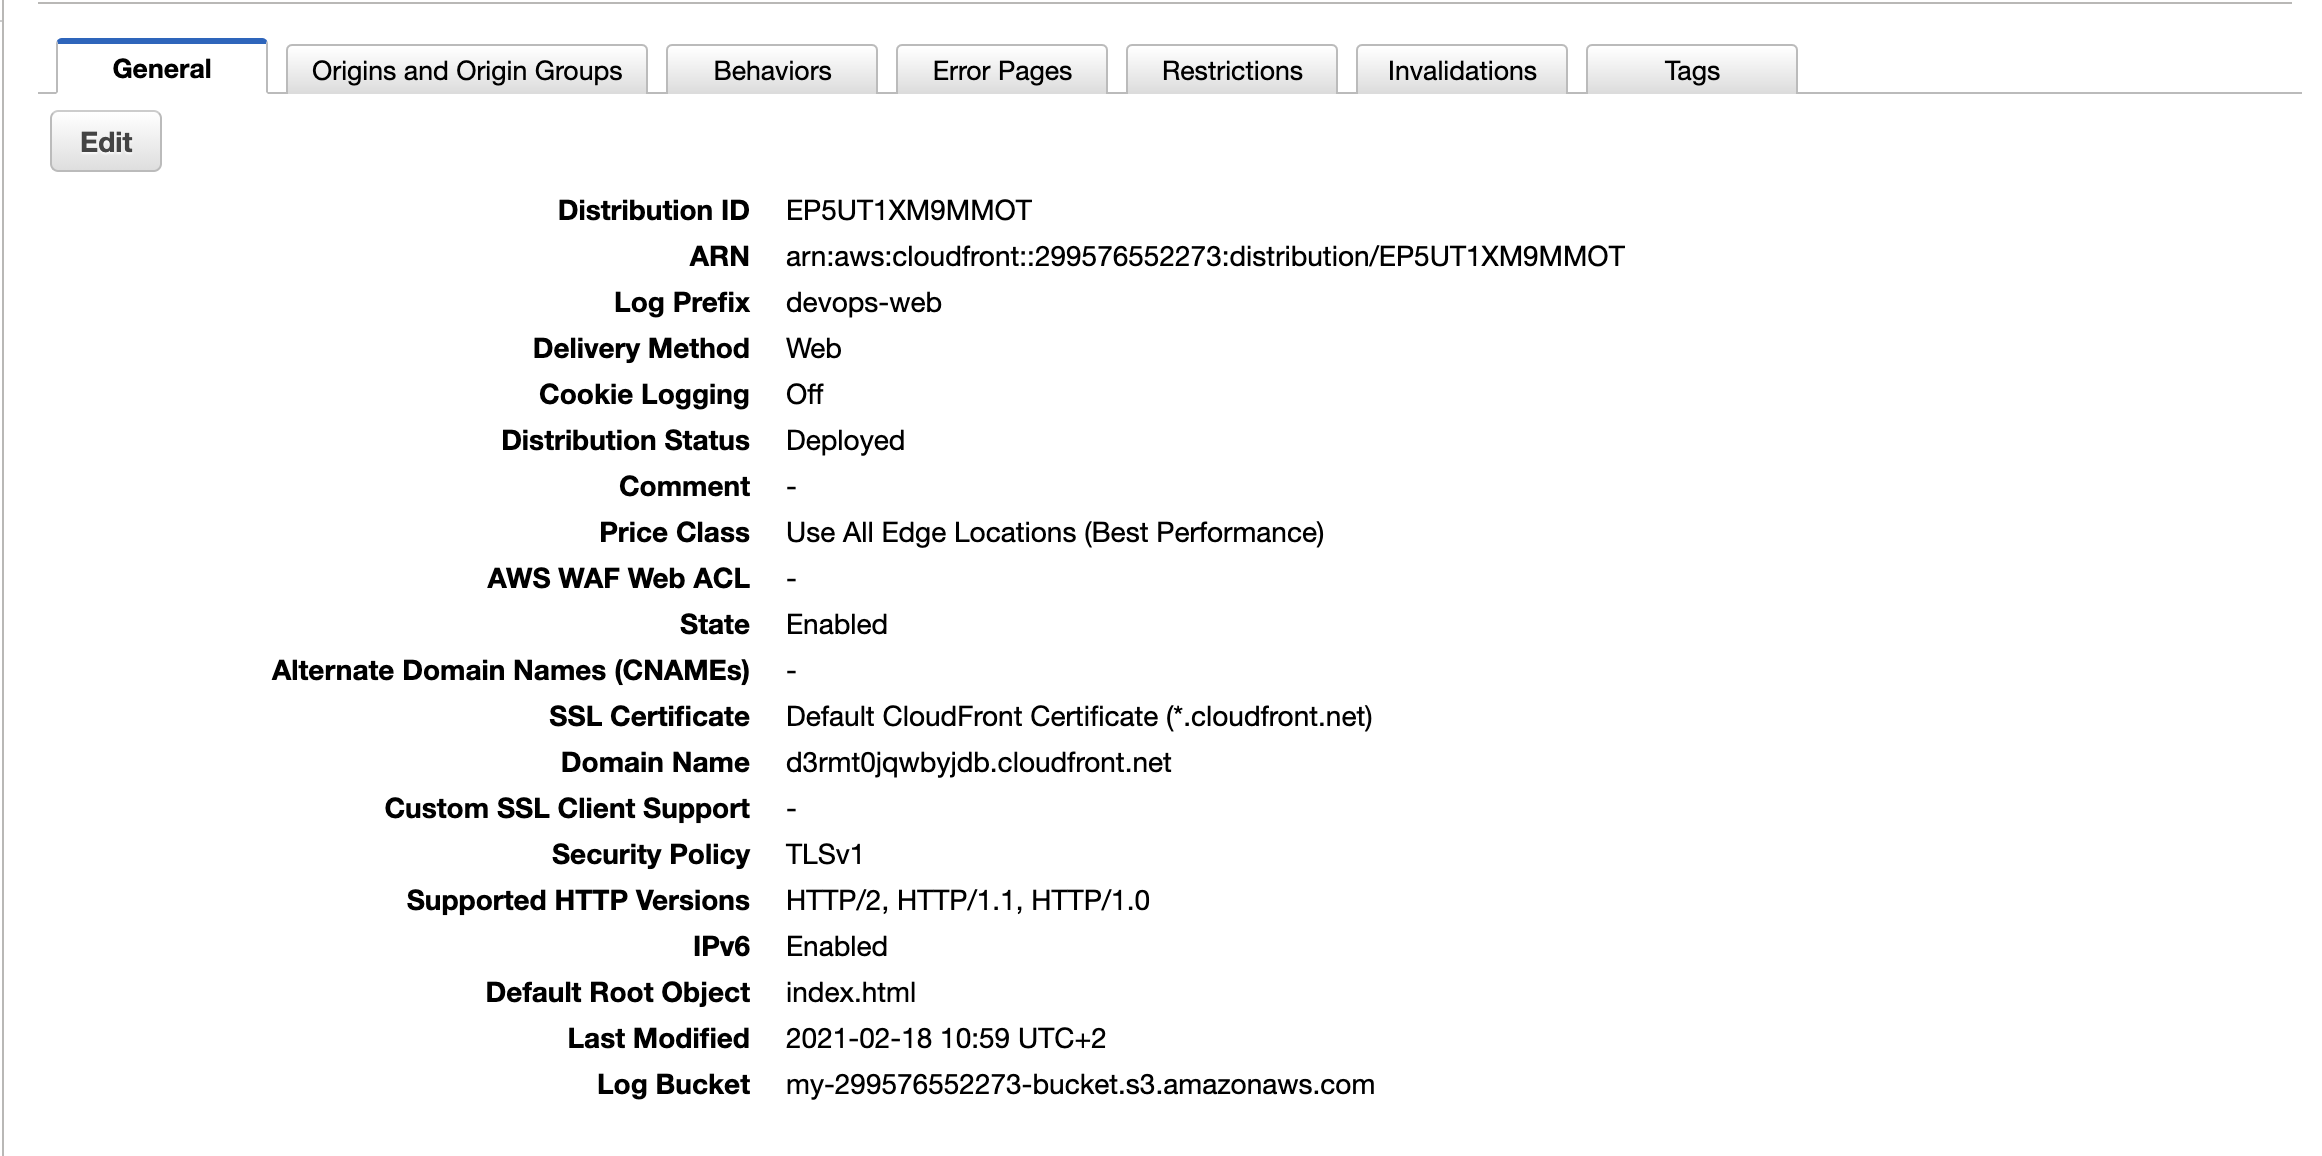 General Origins and Origin Groups Behaviors Error Pages Restrictions Invalidations Tags
Edit
Distribution ID EP5UT1XM9MMOT
ARN arn:aws:cloudfront::299576552273:distribution/EP5UT1XM9MMOT
Log Prefix devops-web
Delivery Method Web
Cookie Logging Off
Distribution Status Deployed
Comment -
Price Class Use All Edge Locations (Best Performance)
AWS WAF Web ACL -
State Enabled
Alternate Domain Names (CNAMEs) -
SSL Certificate Default CloudFront Certificate (*.cloudfront.net)
Domain Name d3rmt0jqwbyjdb.cloudfront.net
Custom SSL Client Support -
Security Policy TLSv1
Supported HTTP Versions HTTP/2, HTTP/1.1, HTTP/1.0
IPv6 Enabled
Default Root Object index.html
Last Modified 2021-02-18 10:59 UTC+2
Log Bucket my-299576552273-bucket.s3.amazonaws.com